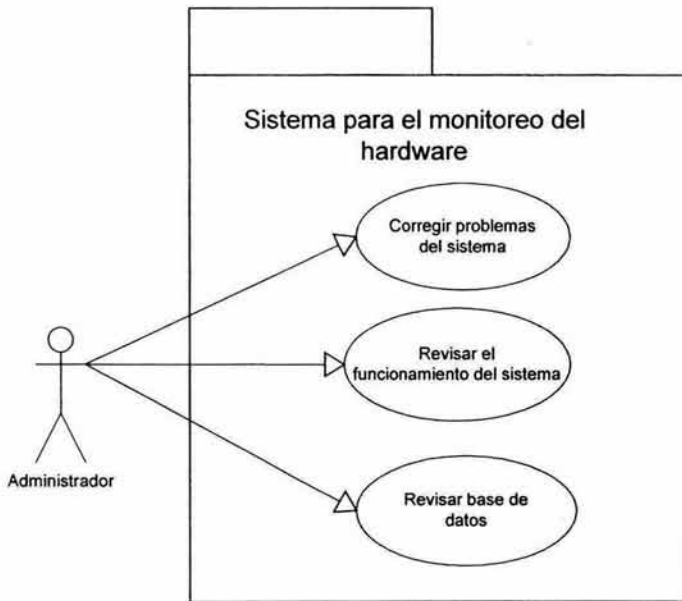 Sistema para el monitoreo del
hardware
Corregir problemas
del sistema
Revisar el
funcionamiento del sistema
Administrador
Revisar base de
datos